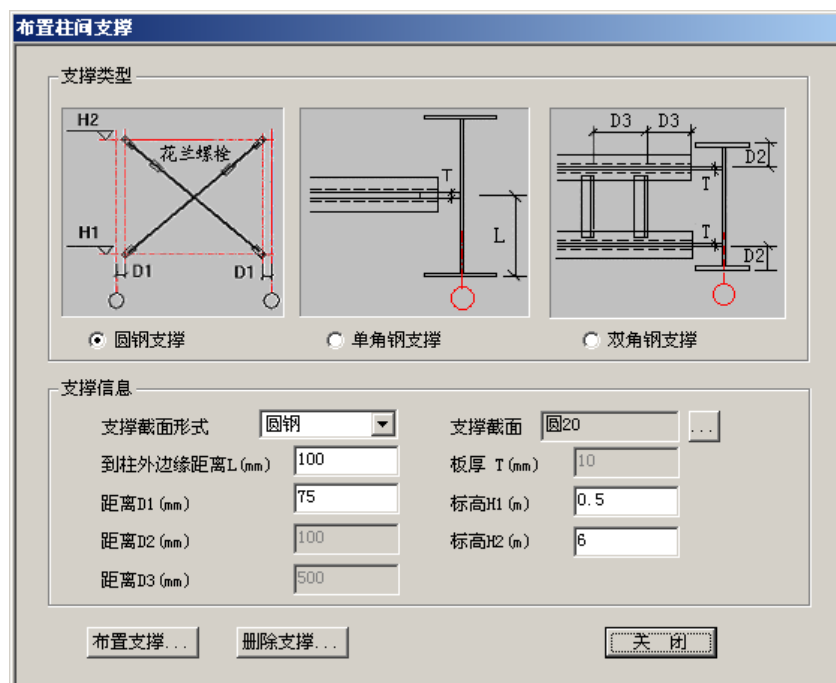 布置柱间支撑
支撑类型
H2
花兰螺栓
H1
D1
D1
T
L
D3 D3
D2
T
T
D2
圆钢支撑
单角钢支撑
双角钢支撑
支撑信息
支撑截面形式 圆钢 支撑截面 圆20 ...
到柱外边缘距离L(mm) 100 板厚 T(mm) 10
距离D1(mm) 75 标高H1(m) 0.5
距离D2(mm) 100 标高H2(m) 6
距离D3(mm) 500
布置支撑... 删除支撑... 关 闭